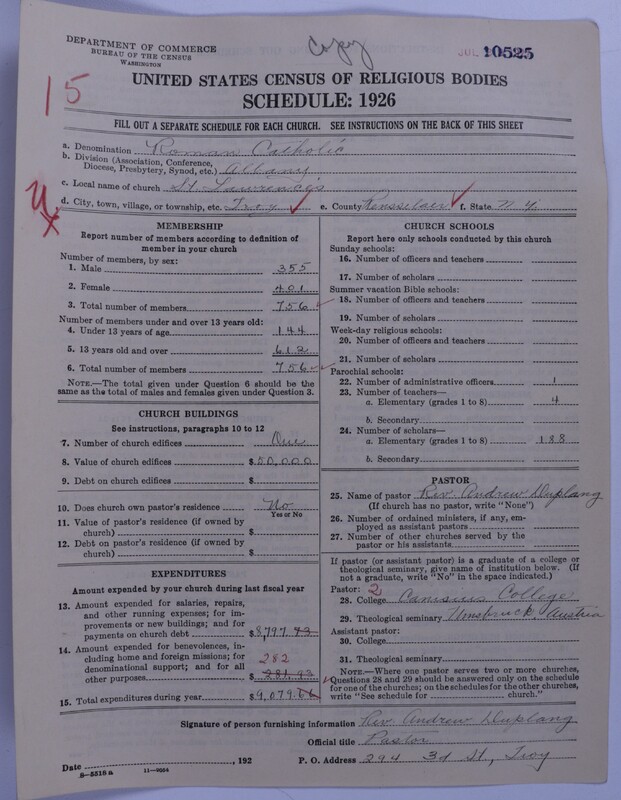 DEPARTMENT OF COMMERCE
BUREAU OF THE CENSUS
WASHINGTON
Copy
JUL 10525
15
UNITED STATES CENSUS OF RELIGIOUS BODIES
SCHEDULE: 1926
FILL OUT A SEPARATE SCHEDULE FOR EACH CHURCH. SEE INSTRUCTIONS ON THE BACK OF THIS SHEET
a. Denomination Roman Catholic
b. Division (Association, Conference,
Diocese, Presbytery, Synod, etc.) Albany
c. Local name of church St. Lawrence's
d. City, town, village, or township, etc. Troy e. County Rensselaer f. State N.Y.
MEMBERSHIP
Report number of members according to definition of
member in your church
Number of members, by sex:
1. Male 355
2. Female 401
3. Total number of members 756
Number of members under and over 13 years old:
4. Under 13 years of age 144
5. 13 years old and over 612
6. Total number of members 756
NOTE.—The total given under Question 6 should be
the same as the total of males and females given under Question 3.
CHURCH BUILDINGS
See instructions, paragraphs 10 to 12
7. Number of church edifices One
8. Value of church edifices $50,000
9. Debt on church edifices $
10. Does church own pastor's residence No
Yes or No
11. Value of pastor's residence (if owned by
church) $
12. Debt on pastor's residence (if owned by
church) $
EXPENDITURES
Amount expended by your church during last fiscal year
13. Amount expended for salaries, repairs,
and other running expenses; for im-
provements or new buildings; and for
payments on church debt $8,797.73
14. Amount expended for benevolences, in-
cluding home and foreign missions; for
denominational support; and for all 282
other purposes $281.93
15. Total expenditures during year $9,079.66
CHURCH SCHOOLS
Report here only schools conducted by this church
Sunday schools:
16. Number of officers and teachers
17. Number of scholars
Summer vacation Bible schools:
18. Number of officers and teachers
19. Number of scholars
Week-day religious schools:
20. Number of officers and teachers
21. Number of scholars
Parochial schools:
22. Number of administrative officers 1
23. Number of teachers—
a. Elementary (grades 1 to 8) 4
b. Secondary
24. Number of scholars—
a. Elementary (grades 1 to 8) 188
b. Secondary
PASTOR
25. Name of pastor Rev. Andrew Duplang
(If church has no pastor, write "None")
26. Number of ordained ministers, if any, em-
ployed as assistant pastors
27. Number of other churches served by the
pastor or his assistants
If pastor (or assistant pastor) is a graduate of a college or
theological seminary, give name of institution below. (If
not a graduate, write "No" in the space indicated.)
Pastor: 2
28. College Canisius College
29. Theological seminary Innsbruck, Austria
Assistant pastor:
30. College
31. Theological seminary
NOTE.—Where one pastor serves two or more churches,
Questions 28 and 29 should be answered only on the schedule
for one of the churches; on the schedules for the other churches,
write "See schedule for church."
Signature of person furnishing information Rev. Andrew Duplang
Official title Pastor
Date , 192 P. O. Address 294 3d St., Troy
8—5518 a 11—9054